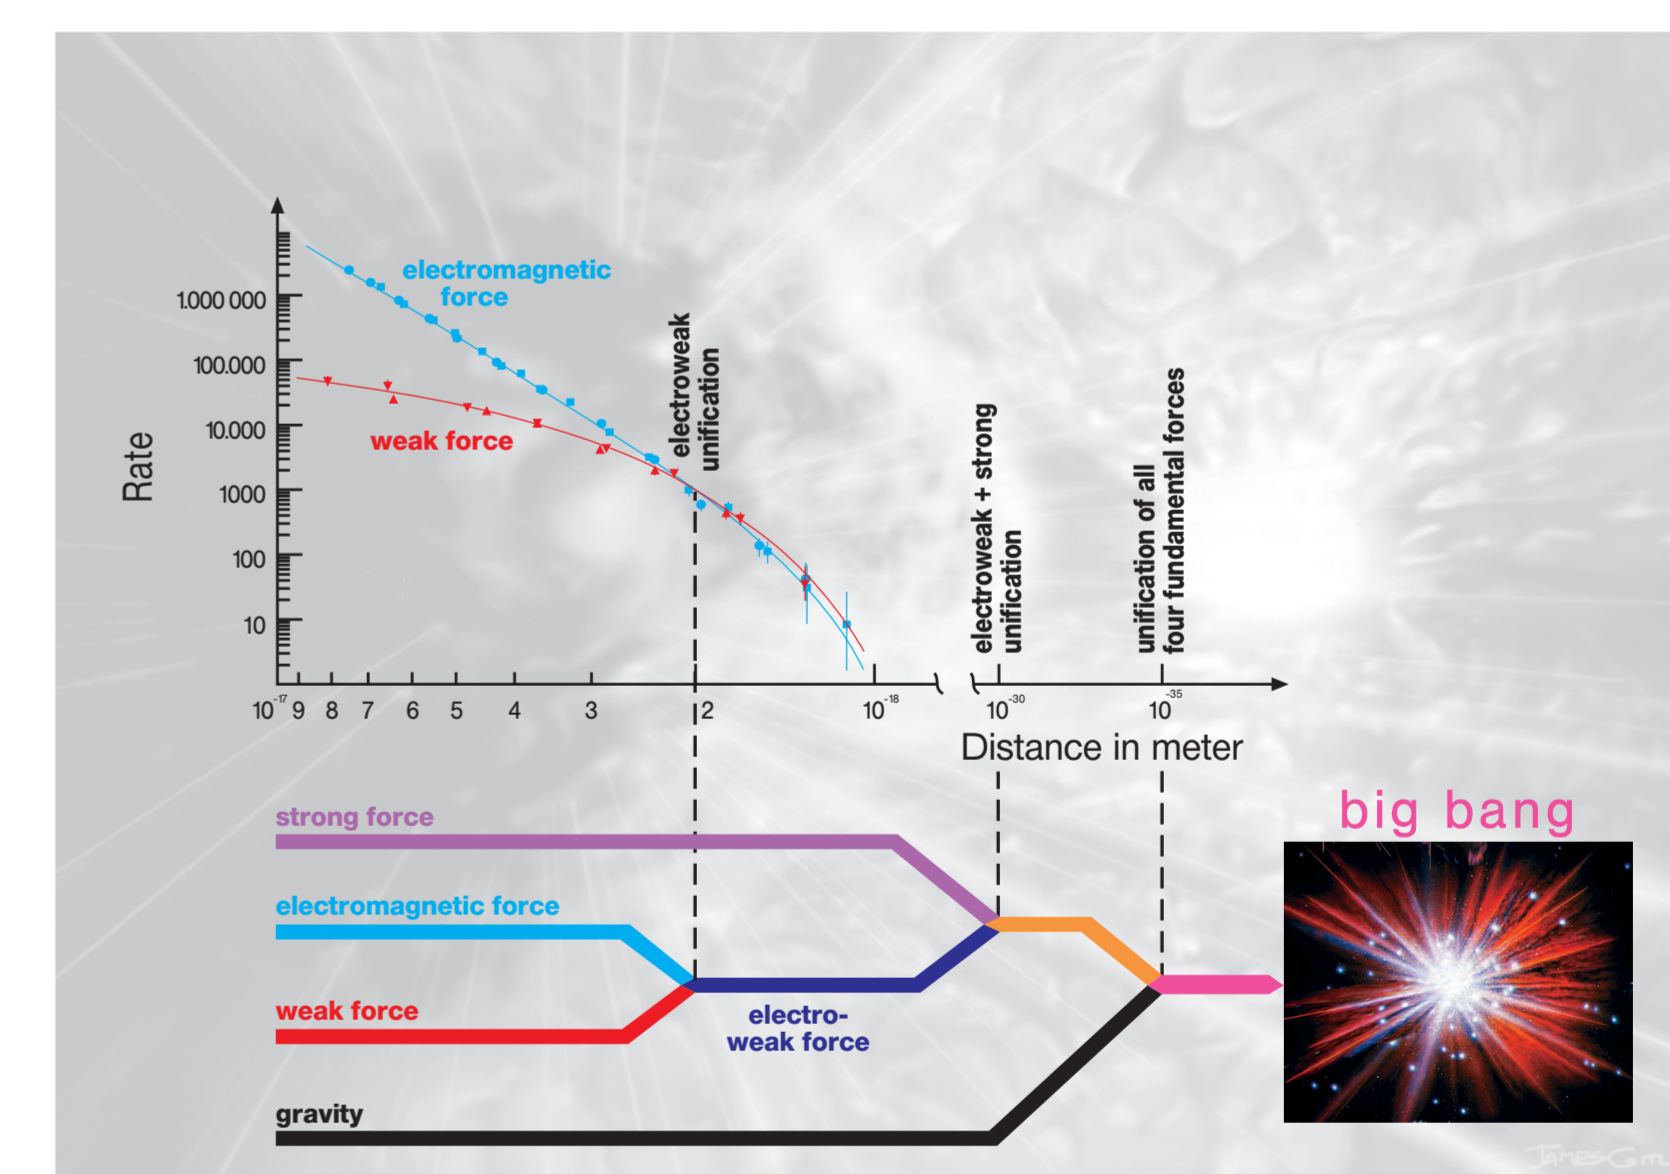 electromagnetic
force
1.000 000
100.000
10.000
1000
100
10
Rate
weak force
electroweak
unification
electroweak + strong
unification
unification of all
four fundamental forces
10⁻¹⁷ 9 8 7 6 5 4 3 2 10⁻¹⁸ 10⁻³⁰ 10⁻³⁵
Distance in meter
big bang
strong force
electromagnetic force
weak force
electro-
weak force
gravity